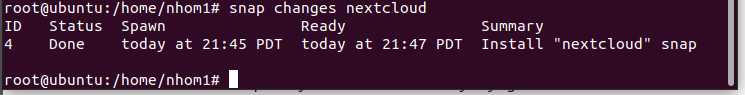 root@ubuntu:/home/nhom1# snap changes nextcloud
ID   Status  Spawn               Ready               Summary
4    Done    today at 21:45 PDT  today at 21:47 PDT  Install "nextcloud" snap
root@ubuntu:/home/nhom1#